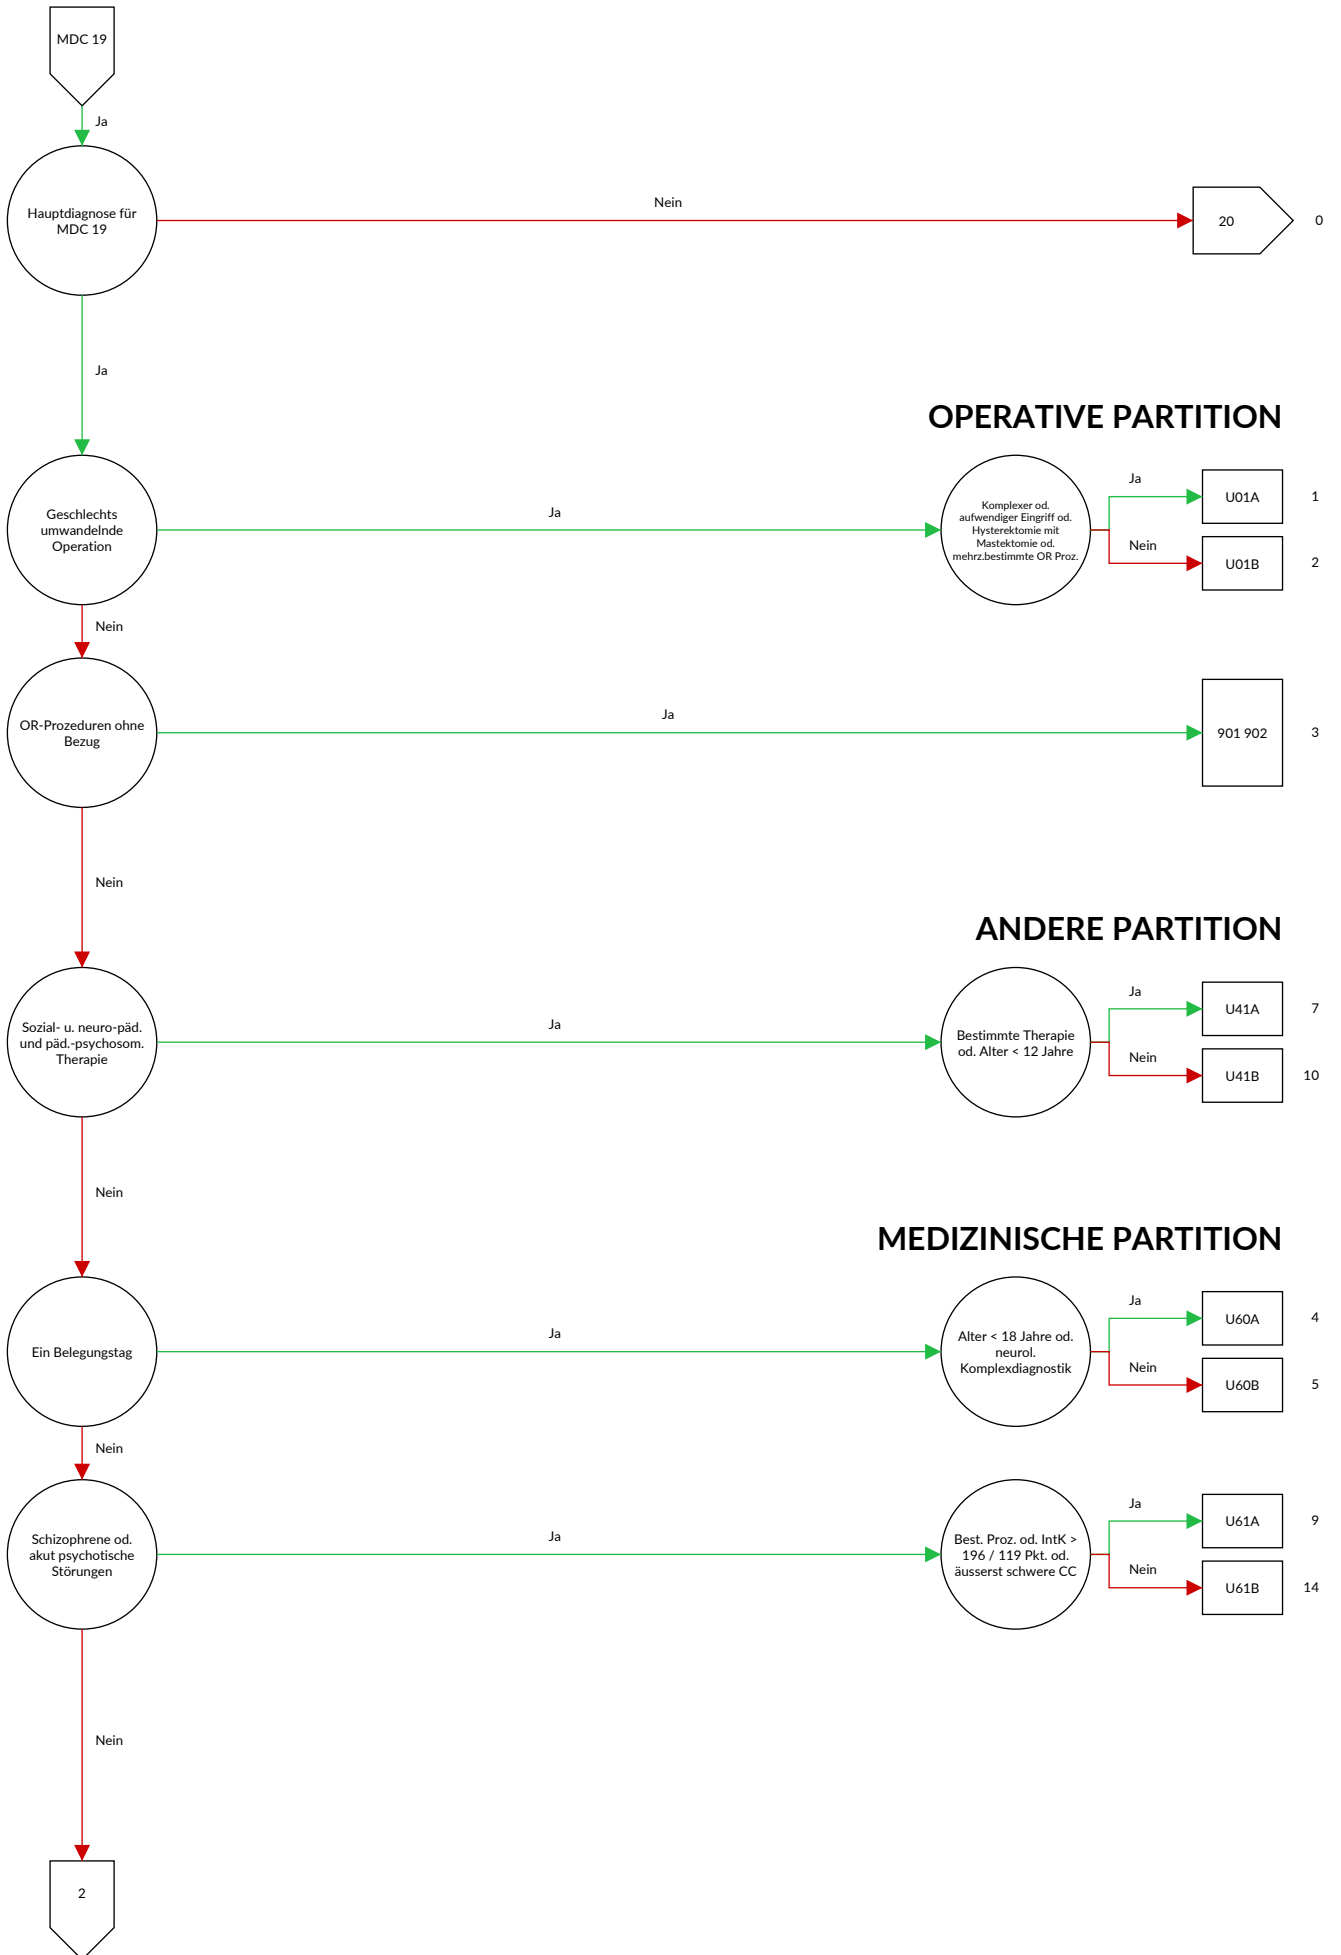 MDC 19
Ja
Hauptdiagnose für
MDC 19
Nein
20
0
Ja
OPERATIVE PARTITION
Geschlechts
umwandelnde
Operation
Ja
Komplexer od.
aufwendiger Eingriff od.
Hysterektomie mit
Mastektomie od.
mehrz.bestimmte OR Proz.
Ja
U01A
1
Nein
U01B
2
Nein
OR-Prozeduren ohne
Bezug
Ja
901 902
3
Nein
ANDERE PARTITION
Sozial- u. neuro-päd.
und päd.-psychosom.
Therapie
Ja
Bestimmte Therapie
od. Alter < 12 Jahre
Ja
U41A
7
Nein
U41B
10
Nein
MEDIZINISCHE PARTITION
Ein Belegungstag
Ja
Alter < 18 Jahre od.
neurol.
Komplexdiagnostik
Ja
U60A
4
Nein
U60B
5
Nein
Schizophrene od.
akut psychotische
Störungen
Ja
Best. Proz. od. IntK >
196 / 119 Pkt. od.
äusserst schwere CC
Ja
U61A
9
Nein
U61B
14
Nein
2